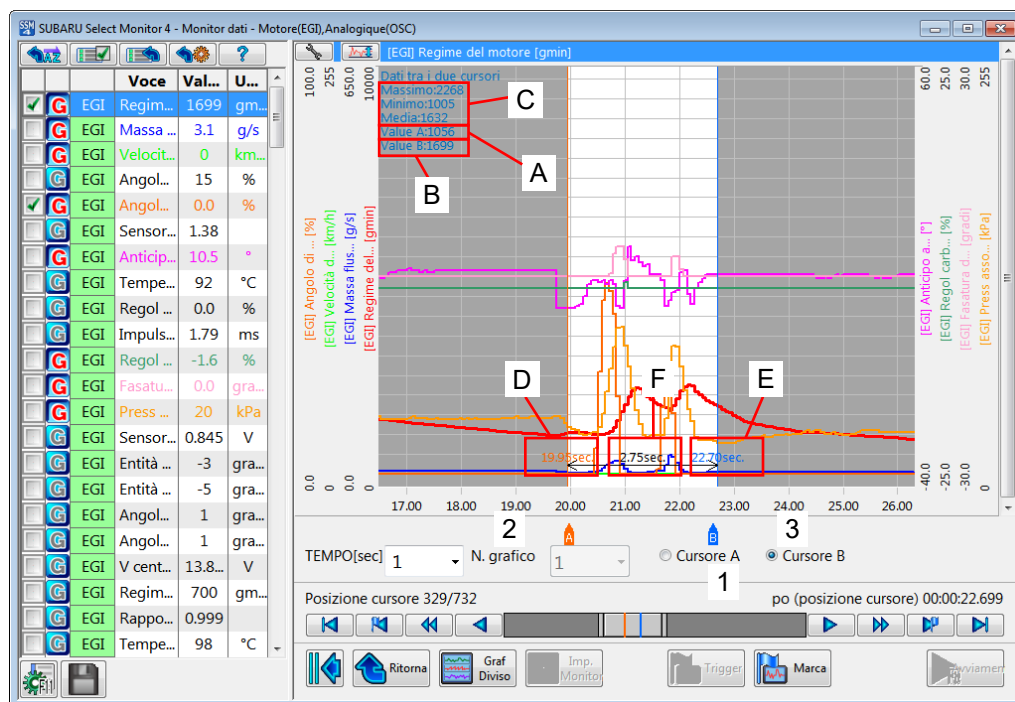 SUBARU Select Monitor 4 - Monitor dati - Motore(EGI),Analogique(OSC)
AZ ?
Voce Val... U...
G EGI Regim... 1699 gm...
G EGI Massa ... 3.1 g/s
G EGI Velocit... 0 km...
G EGI Angol... 15 %
G EGI Angol... 0.0 %
G EGI Sensor... 1.38
G EGI Anticip... 10.5 °
G EGI Tempe... 92 °C
G EGI Regol ... 0.0 %
G EGI Impuls... 1.79 ms
G EGI Regol ... -1.6 %
G EGI Fasatu... 0.0 gra...
G EGI Press ... 20 kPa
G EGI Sensor... 0.845 V
G EGI Entità ... -3 gra...
G EGI Entità ... -5 gra...
G EGI Angol... 1 gra...
G EGI Angol... 1 gra...
G EGI V cent... 13.8... V
G EGI Regim... 700 gm...
G EGI Rappo... 0.999
G EGI Tempe... 98 °C
F11
[EGI] Regime del motore [gmin]
100.0 255 650.0 10000
Dati tra i due cursori
Massimo:2268
Minimo:1005
Media:1632
Value A:1056
Value B:1699
C
A
B
60.0 25.0 30.0 255
[EGI] Angolo di ... [%]
[EGI] Velocità d... [km/h]
[EGI] Massa flus... [g/s]
[EGI] Regime del... [gmin]
[EGI] Anticipo a... [°]
[EGI] Regol carb... [%]
[EGI] Fasatura d... [gradi]
[EGI] Press asso... [kPa]
D F E
19.95sec. 2.75sec. 22.70sec.
0.0 0 0.0 0
-40.0 -25.0 -30.0 0
17.00 18.00 19.00 20.00 21.00 22.00 23.00 24.00 25.00 26.00
2 A B 3
TEMPO[sec] 1 N. grafico 1 Cursore A Cursore B
1
Posizione cursore 329/732 po (posizione cursore) 00:00:22.699
Ritorna
Graf
Diviso
Imp.
Monitor
Trigger
Marca
vviamen